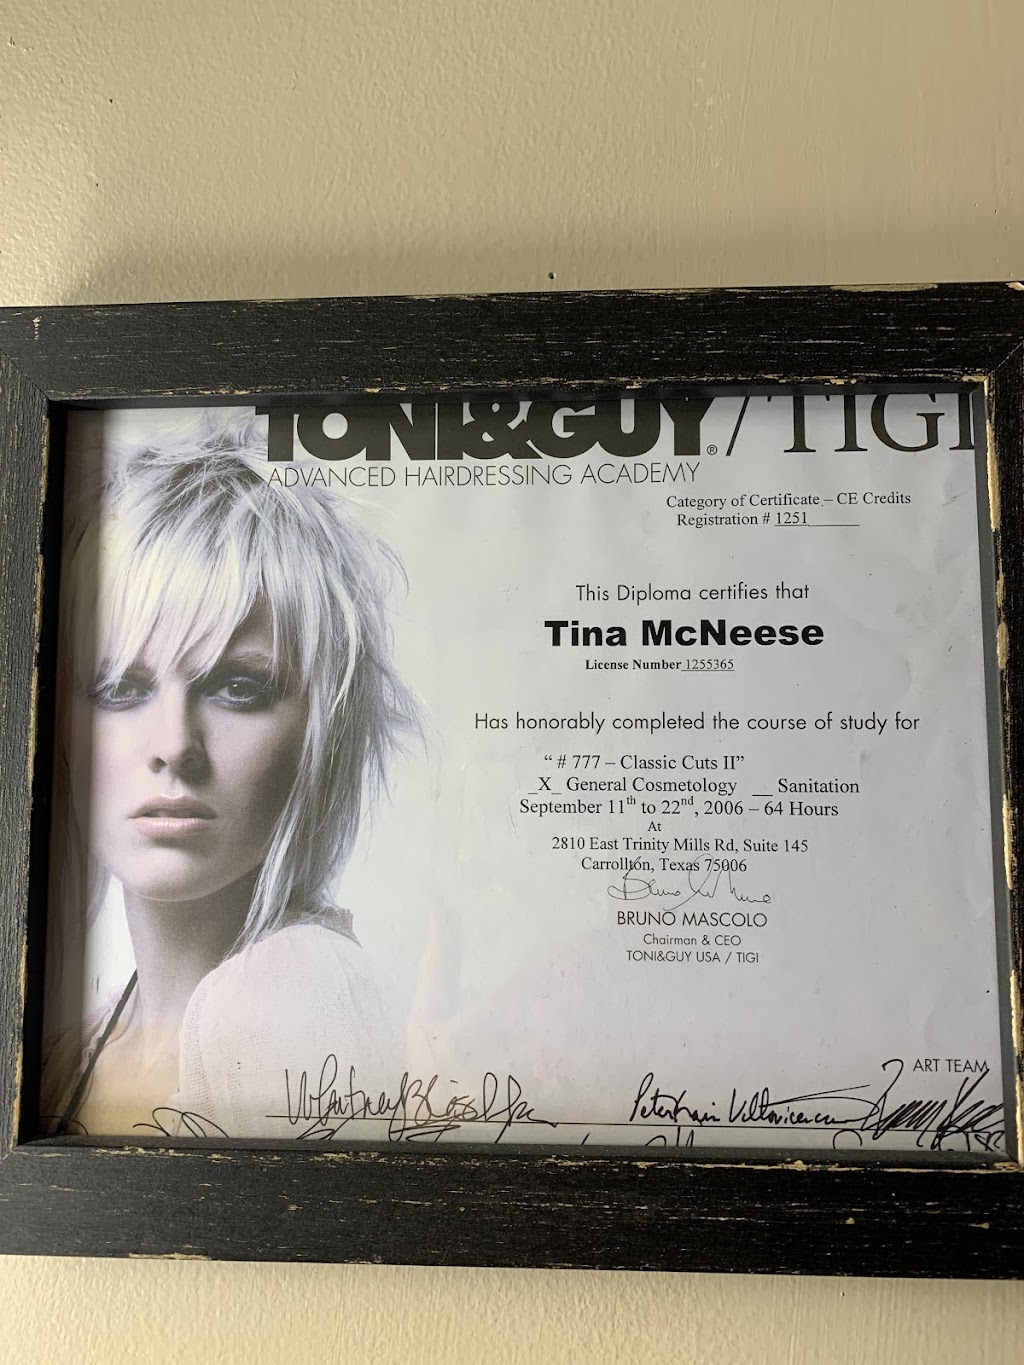 TONI&GUY®/TIGI
ADVANCED HAIRDRESSING ACADEMY
Category of Certificate – CE Credits
Registration # 1251
This Diploma certifies that
Tina McNeese
License Number 1255365
Has honorably completed the course of study for
“ # 777 – Classic Cuts II”
_X_ General Cosmetology __ Sanitation
September 11th to 22nd, 2006 – 64 Hours
At
2810 East Trinity Mills Rd, Suite 145
Carrollton, Texas 75006
BRUNO MASCOLO
Chairman & CEO
TONI&GUY USA / TIGI
ART TEAM